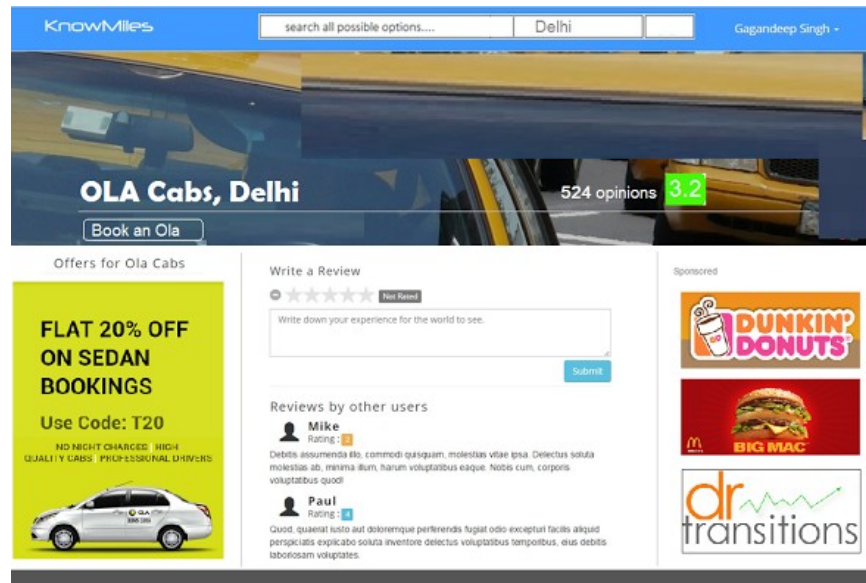 KnowMiles
search all possible options....
Delhi
Gagandeep Singh
OLA Cabs, Delhi
524 opinions 3.2
Book an Ola
Offers for Ola Cabs
FLAT 20% OFF
ON SEDAN
BOOKINGS
Use Code: T20
NO NIGHT CHARGES | HIGH
QUALITY CABS | PROFESSIONAL DRIVERS
OLA
Write a Review
Not Rated
Write down your experience for the world to see.
Submit
Reviews by other users
Mike
Rating : 2
Debitis assumenda illo, commodi quisquam, molestias vitae ipsa. Delectus soluta
molestias ab, minima illum, harum voluptatibus eaque. Nobis cum, corporis
voluptatibus quod!
Paul
Rating : 4
Quod, quaerat iusto aut doloremque perferendis fugiat odio excepturi facilis aliquid
perspiciatis explicabo soluta inventore delectus voluptatibus temporibus, eius debitis
laboriosam voluptates.
Sponsored
DUNKIN'
DONUTS
BIG MAC
dr
transitions